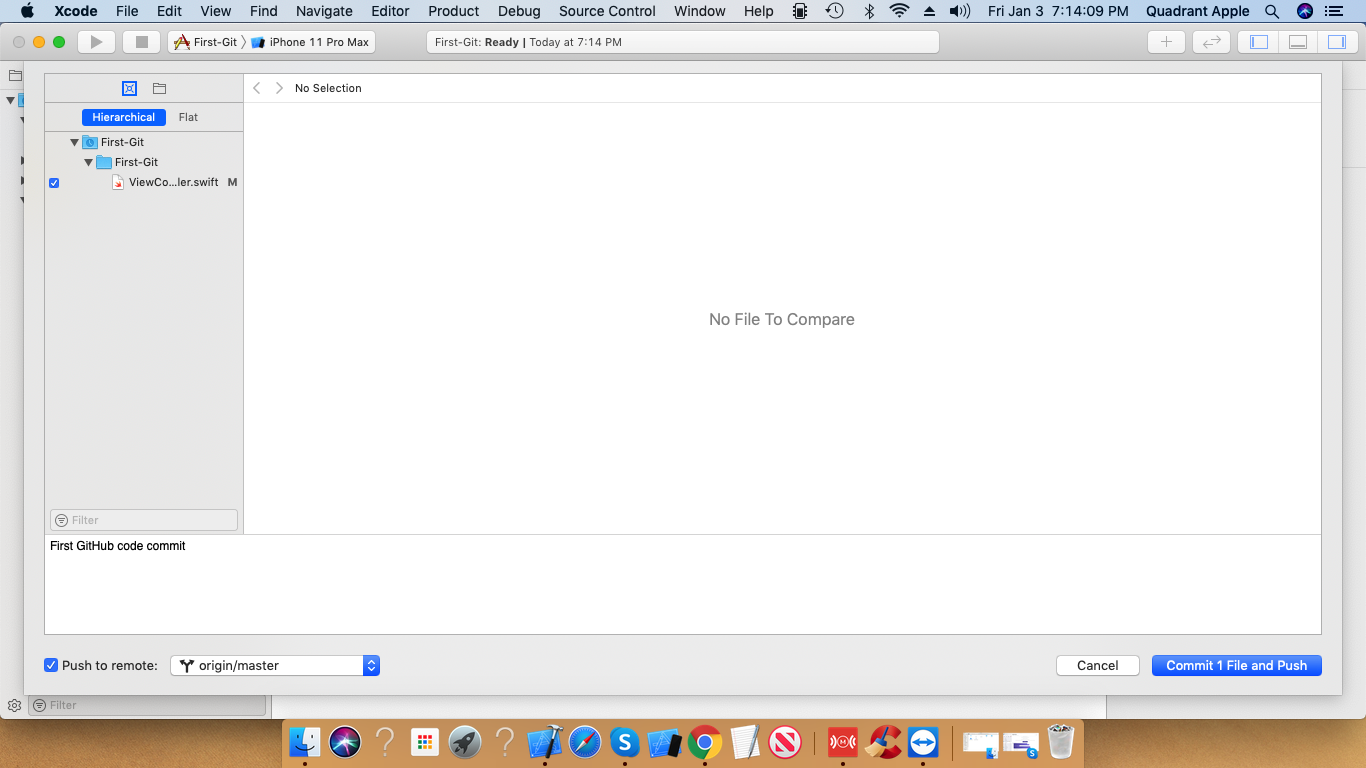 Xcode File Edit View Find Navigate Editor Product Debug Source Control Window Help Fri Jan 3 7:14:09 PM Quadrant Apple
First-Git iPhone 11 Pro Max First-Git: Ready | Today at 7:14 PM
No Selection
Hierarchical Flat
First-Git
First-Git
ViewCo...ler.swift M
No File To Compare
Filter
First GitHub code commit
Push to remote: origin/master Cancel Commit 1 File and Push
Filter